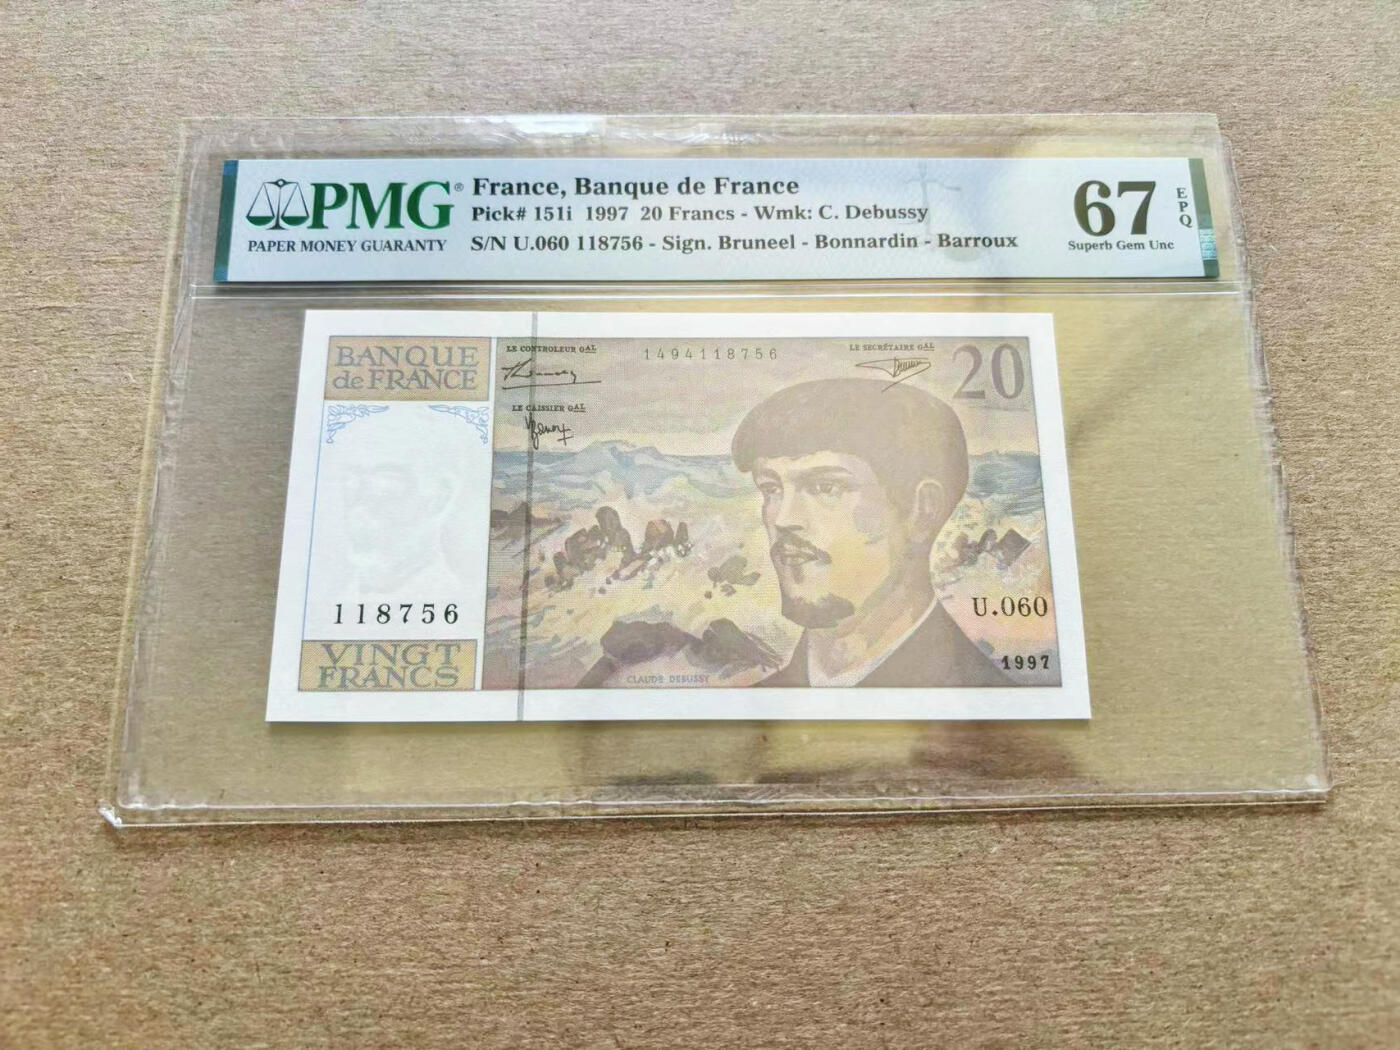 PMG®
PAPER MONEY GUARANTY
France, Banque de France
Pick# 151i 1997 20 Francs - Wmk: C. Debussy
S/N U.060 118756 - Sign. Bruneel - Bonnardin - Barroux
67
Superb Gem Unc
EPQ
BANQUE
de FRANCE
LE CONTROLEUR GAL
1494118756
LE SECRÉTAIRE GAL
20
LE CAISSIER GAL
118756
U.060
1997
VINGT
FRANCS
CLAUDE DEBUSSY